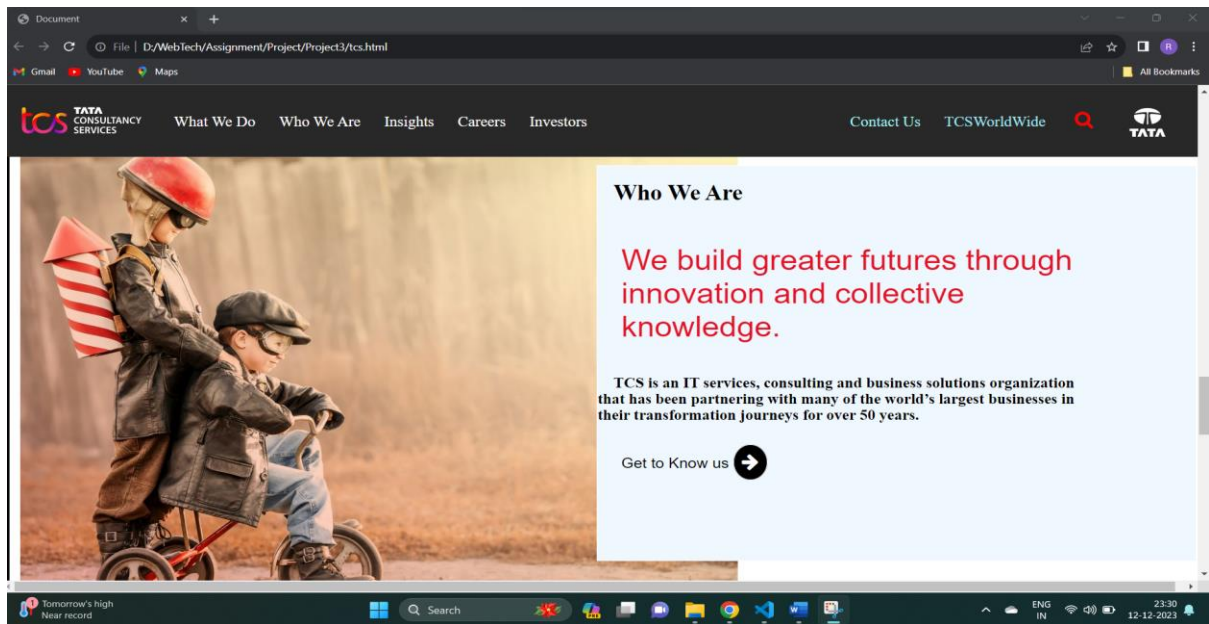 Document
File | D:/WebTech/Assignment/Project/Project3/tcs.html
R
Gmail YouTube Maps All Bookmarks
tcs TATA CONSULTANCY SERVICES What We Do Who We Are Insights Careers Investors Contact Us TCSWorldWide TATA
Who We Are
We build greater futures through
innovation and collective
knowledge.
TCS is an IT services, consulting and business solutions organization
that has been partnering with many of the world's largest businesses in
their transformation journeys for over 50 years.
Get to Know us
1 Tomorrow's high
Near record
Search
ENG
IN
23:30
12-12-2023